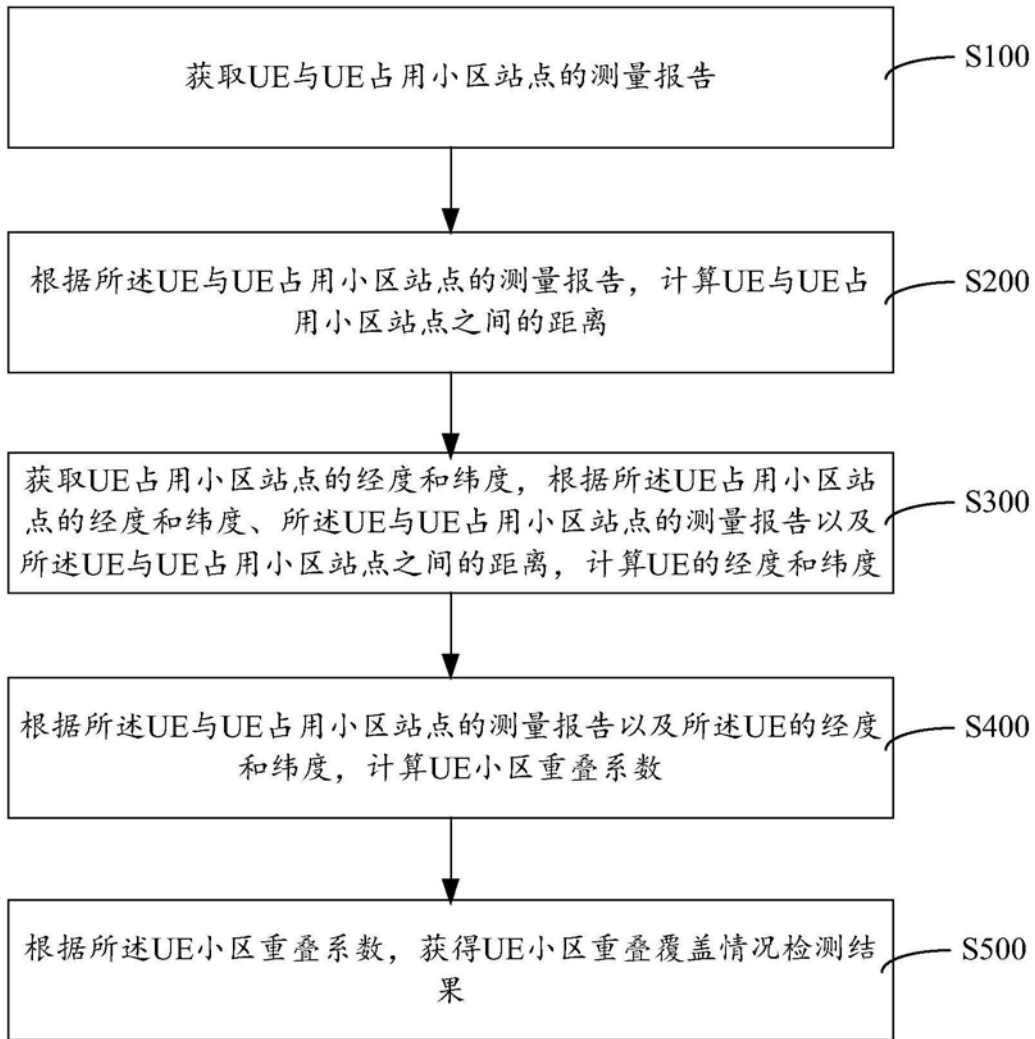 获取UE与UE占用小区站点的测量报告
S100
根据所述UE与UE占用小区站点的测量报告，计算UE与UE占
用小区站点之间的距离
S200
获取UE占用小区站点的经度和纬度，根据所述UE占用小区站
点的经度和纬度、所述UE与UE占用小区站点的测量报告以及
所述UE与UE占用小区站点之间的距离，计算UE的经度和纬度
S300
根据所述UE与UE占用小区站点的测量报告以及所述UE的经度
和纬度，计算UE小区重叠系数
S400
根据所述UE小区重叠系数，获得UE小区重叠覆盖情况检测结
果
S500